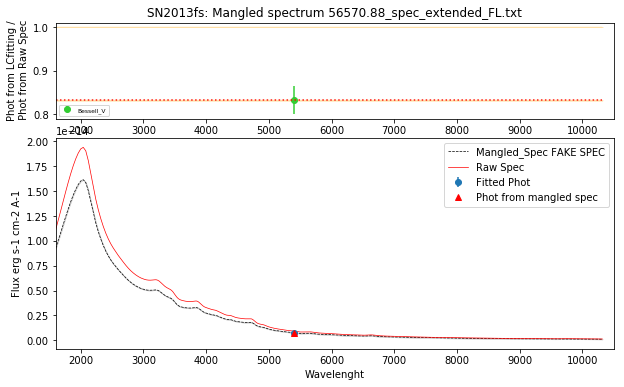 SN2013fs: Mangled spectrum 56570.88_spec_extended_FL.txt
Phot from LCfitting /
Phot from Raw Spec
1.0
0.9
0.8
Bessell_V
2000 3000 4000 5000 6000 7000 8000 9000 10000
1e−14
2.00
1.75
1.50
1.25
1.00
0.75
0.50
0.25
0.00
Flux erg s-1 cm-2 A-1
Mangled_Spec FAKE SPEC
Raw Spec
Fitted Phot
Phot from mangled spec
2000 3000 4000 5000 6000 7000 8000 9000 10000
Wavelenght